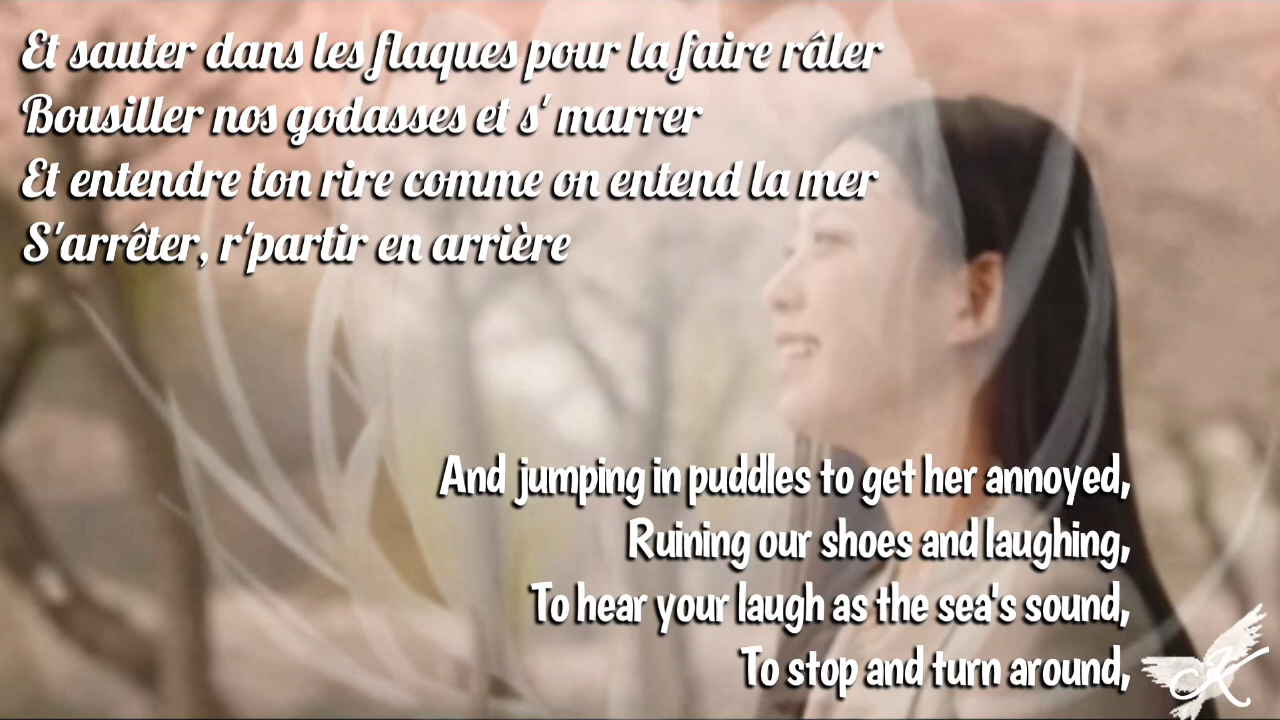 Et sauter dans les flaques pour la faire râler
Bousiller nos godasses et s' marrer
Et entendre ton rire comme on entend la mer
S'arrêter, r'partir en arrière
And jumping in puddles to get her annoyed,
Ruining our shoes and laughing,
To hear your laugh as the sea's sound,
To stop and turn around,
K